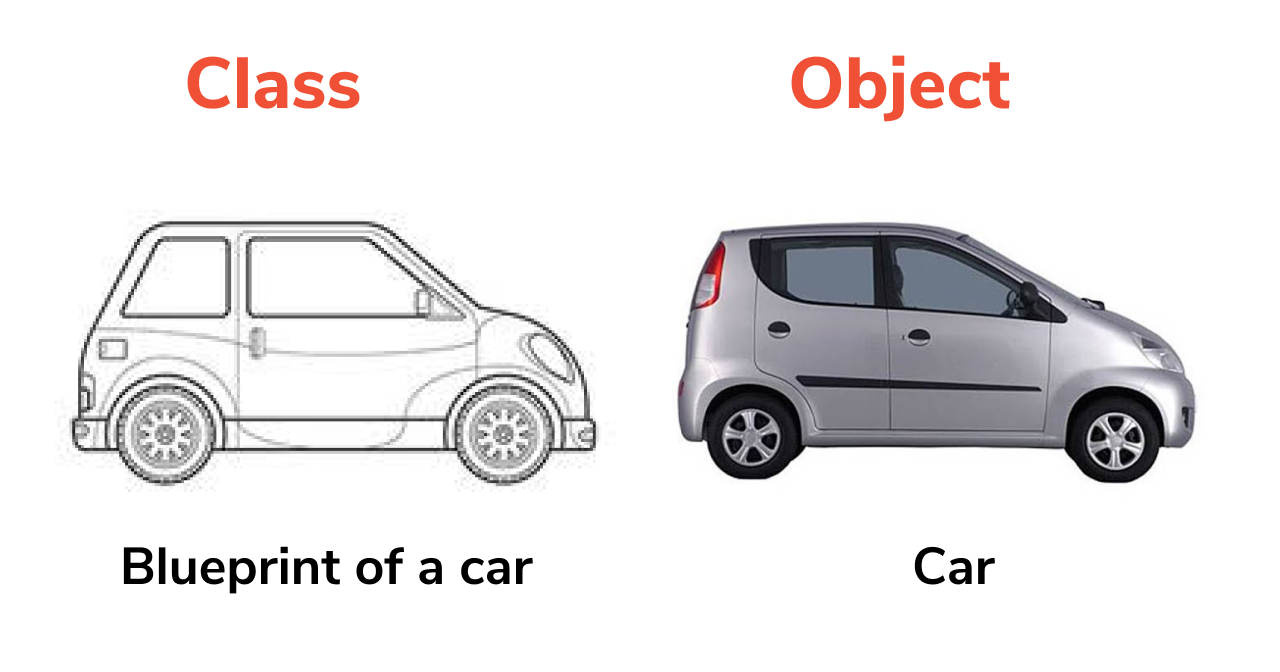 Class
Object
Blueprint of a car
Car